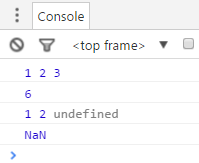 Console
<top frame>
1 2 3
6
1 2 undefined
NaN